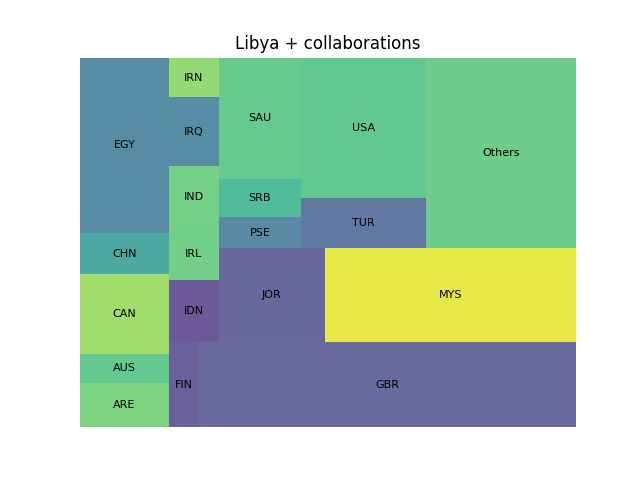 Libya + collaborations
EGY
CHN
CAN
AUS
ARE
IRN
IRQ
IND
IRL
IDN
FIN
SAU
SRB
PSE
JOR
USA
TUR
Others
MYS
GBR